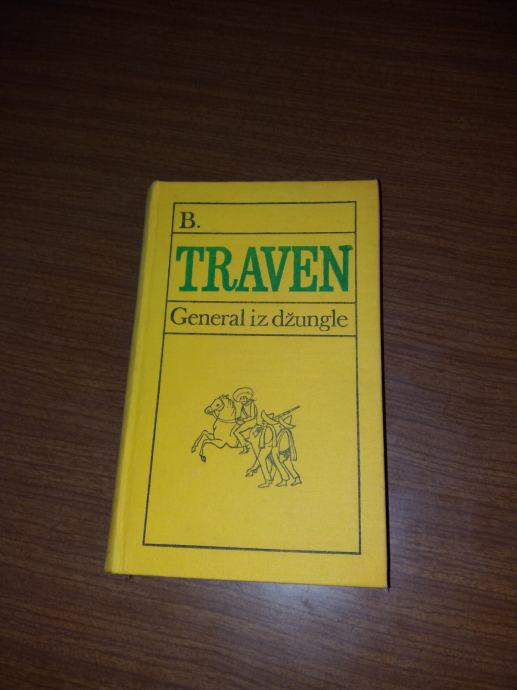 B.
TRAVEN
General iz džungle